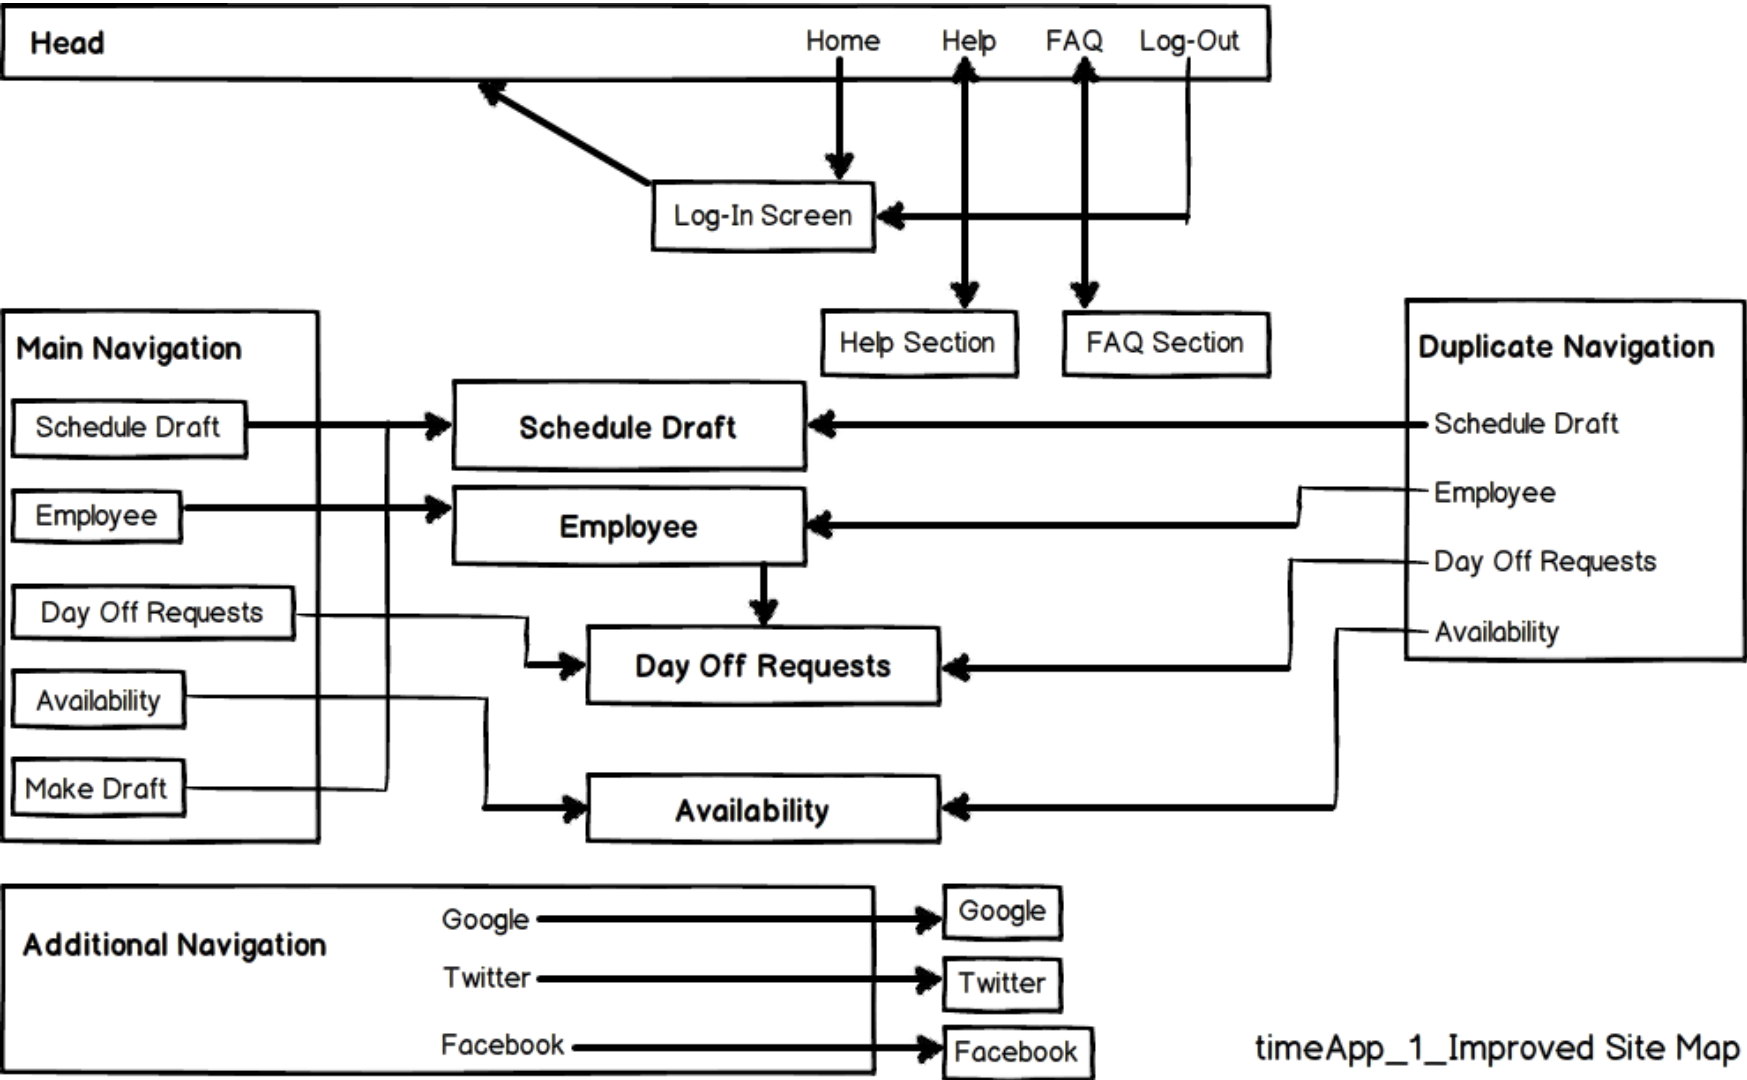 Head
Home Help FAQ Log-Out
Log-In Screen
Help Section
FAQ Section
Main Navigation
Schedule Draft
Employee
Day Off Requests
Availability
Make Draft
Schedule Draft
Employee
Day Off Requests
Availability
Duplicate Navigation
Schedule Draft
Employee
Day Off Requests
Availability
Additional Navigation
Google
Twitter
Facebook
Google
Twitter
Facebook
timeApp_1_Improved Site Map